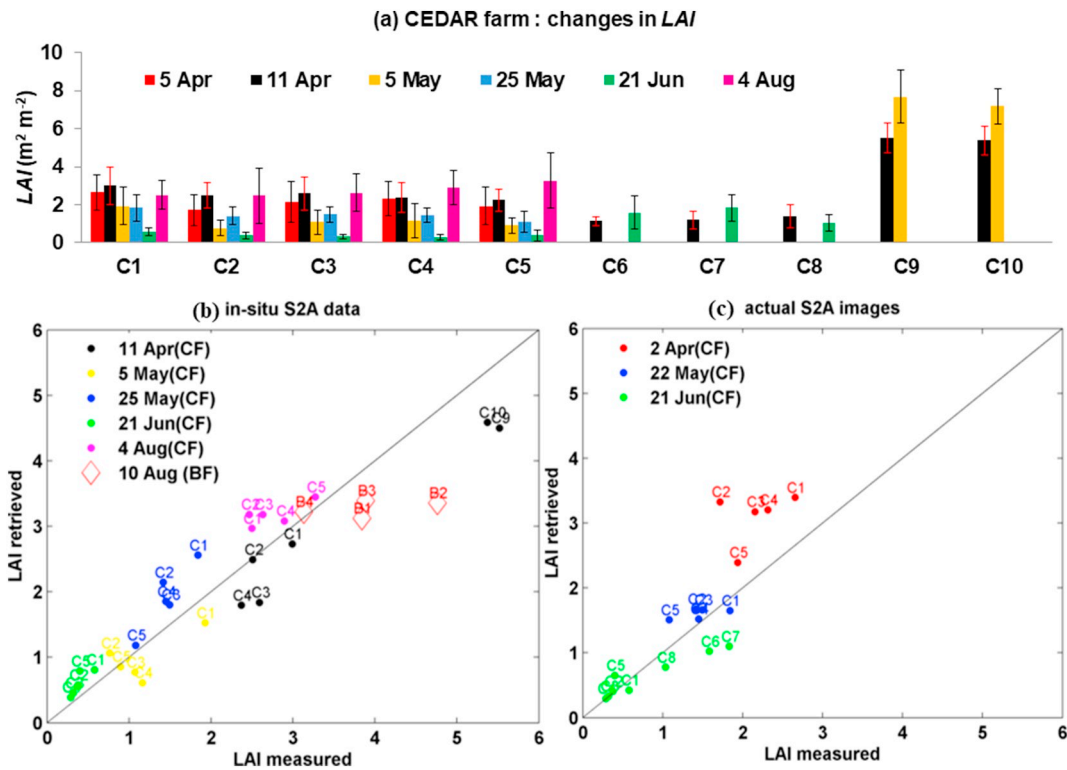 (a) CEDAR farm : changes in LAI
10
8
6
4
2
0
LAI (m² m⁻²)
5 Apr 11 Apr 5 May 25 May 21 Jun 4 Aug
C1 C2 C3 C4 C5 C6 C7 C8 C9 C10
(b) in-situ S2A data
6
5
4
3
2
1
0
LAI retrieved
11 Apr(CF)
5 May(CF)
25 May(CF)
21 Jun(CF)
4 Aug(CF)
10 Aug (BF)
C10
C9
C5
B3
B2
C2
C3
B4
B1
C4
C1
C1
C1
C2
C2
C4
C3
C4
C5
C1
C2
C3
C4
C5
C1
C2
0 1 2 3 4 5 6
LAI measured
(c) actual S2A images
6
5
4
3
2
1
0
LAI retrieved
2 Apr(CF)
22 May(CF)
21 Jun(CF)
C2
C1
C3
C4
C5
C5
C3
C1
C6
C7
C8
C5
C1
0 1 2 3 4 5 6
LAI measured